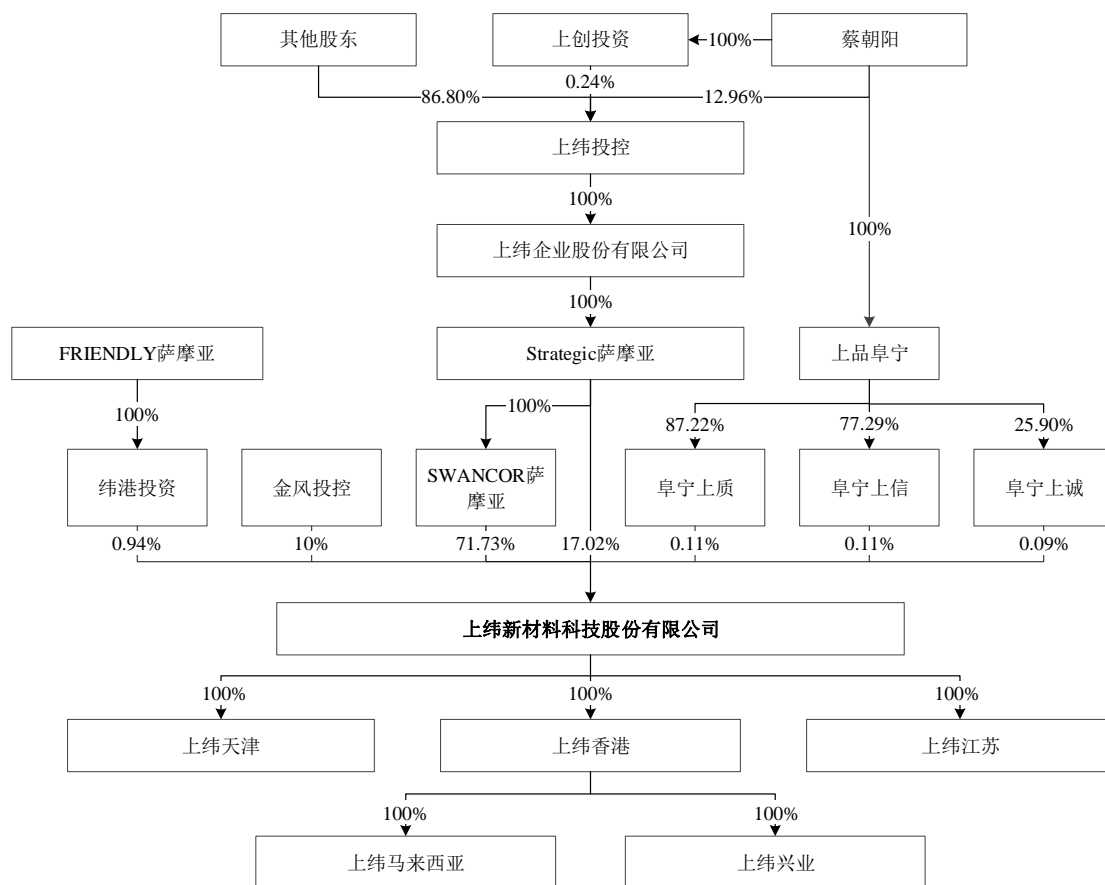 其他股东
上创投资
100%
蔡朝阳
0.24%
86.80%
12.96%
上纬投控
100%
上纬企业股份有限公司
100%
100%
FRIENDLY萨摩亚
Strategic萨摩亚
上品阜宁
100%
100%
87.22%
77.29%
25.90%
纬港投资
金风投控
SWANCOR萨
摩亚
阜宁上质
阜宁上信
阜宁上诚
0.94%
10%
71.73%
17.02%
0.11%
0.11%
0.09%
上纬新材料科技股份有限公司
100%
100%
100%
上纬天津
上纬香港
上纬江苏
100%
100%
上纬马来西亚
上纬兴业